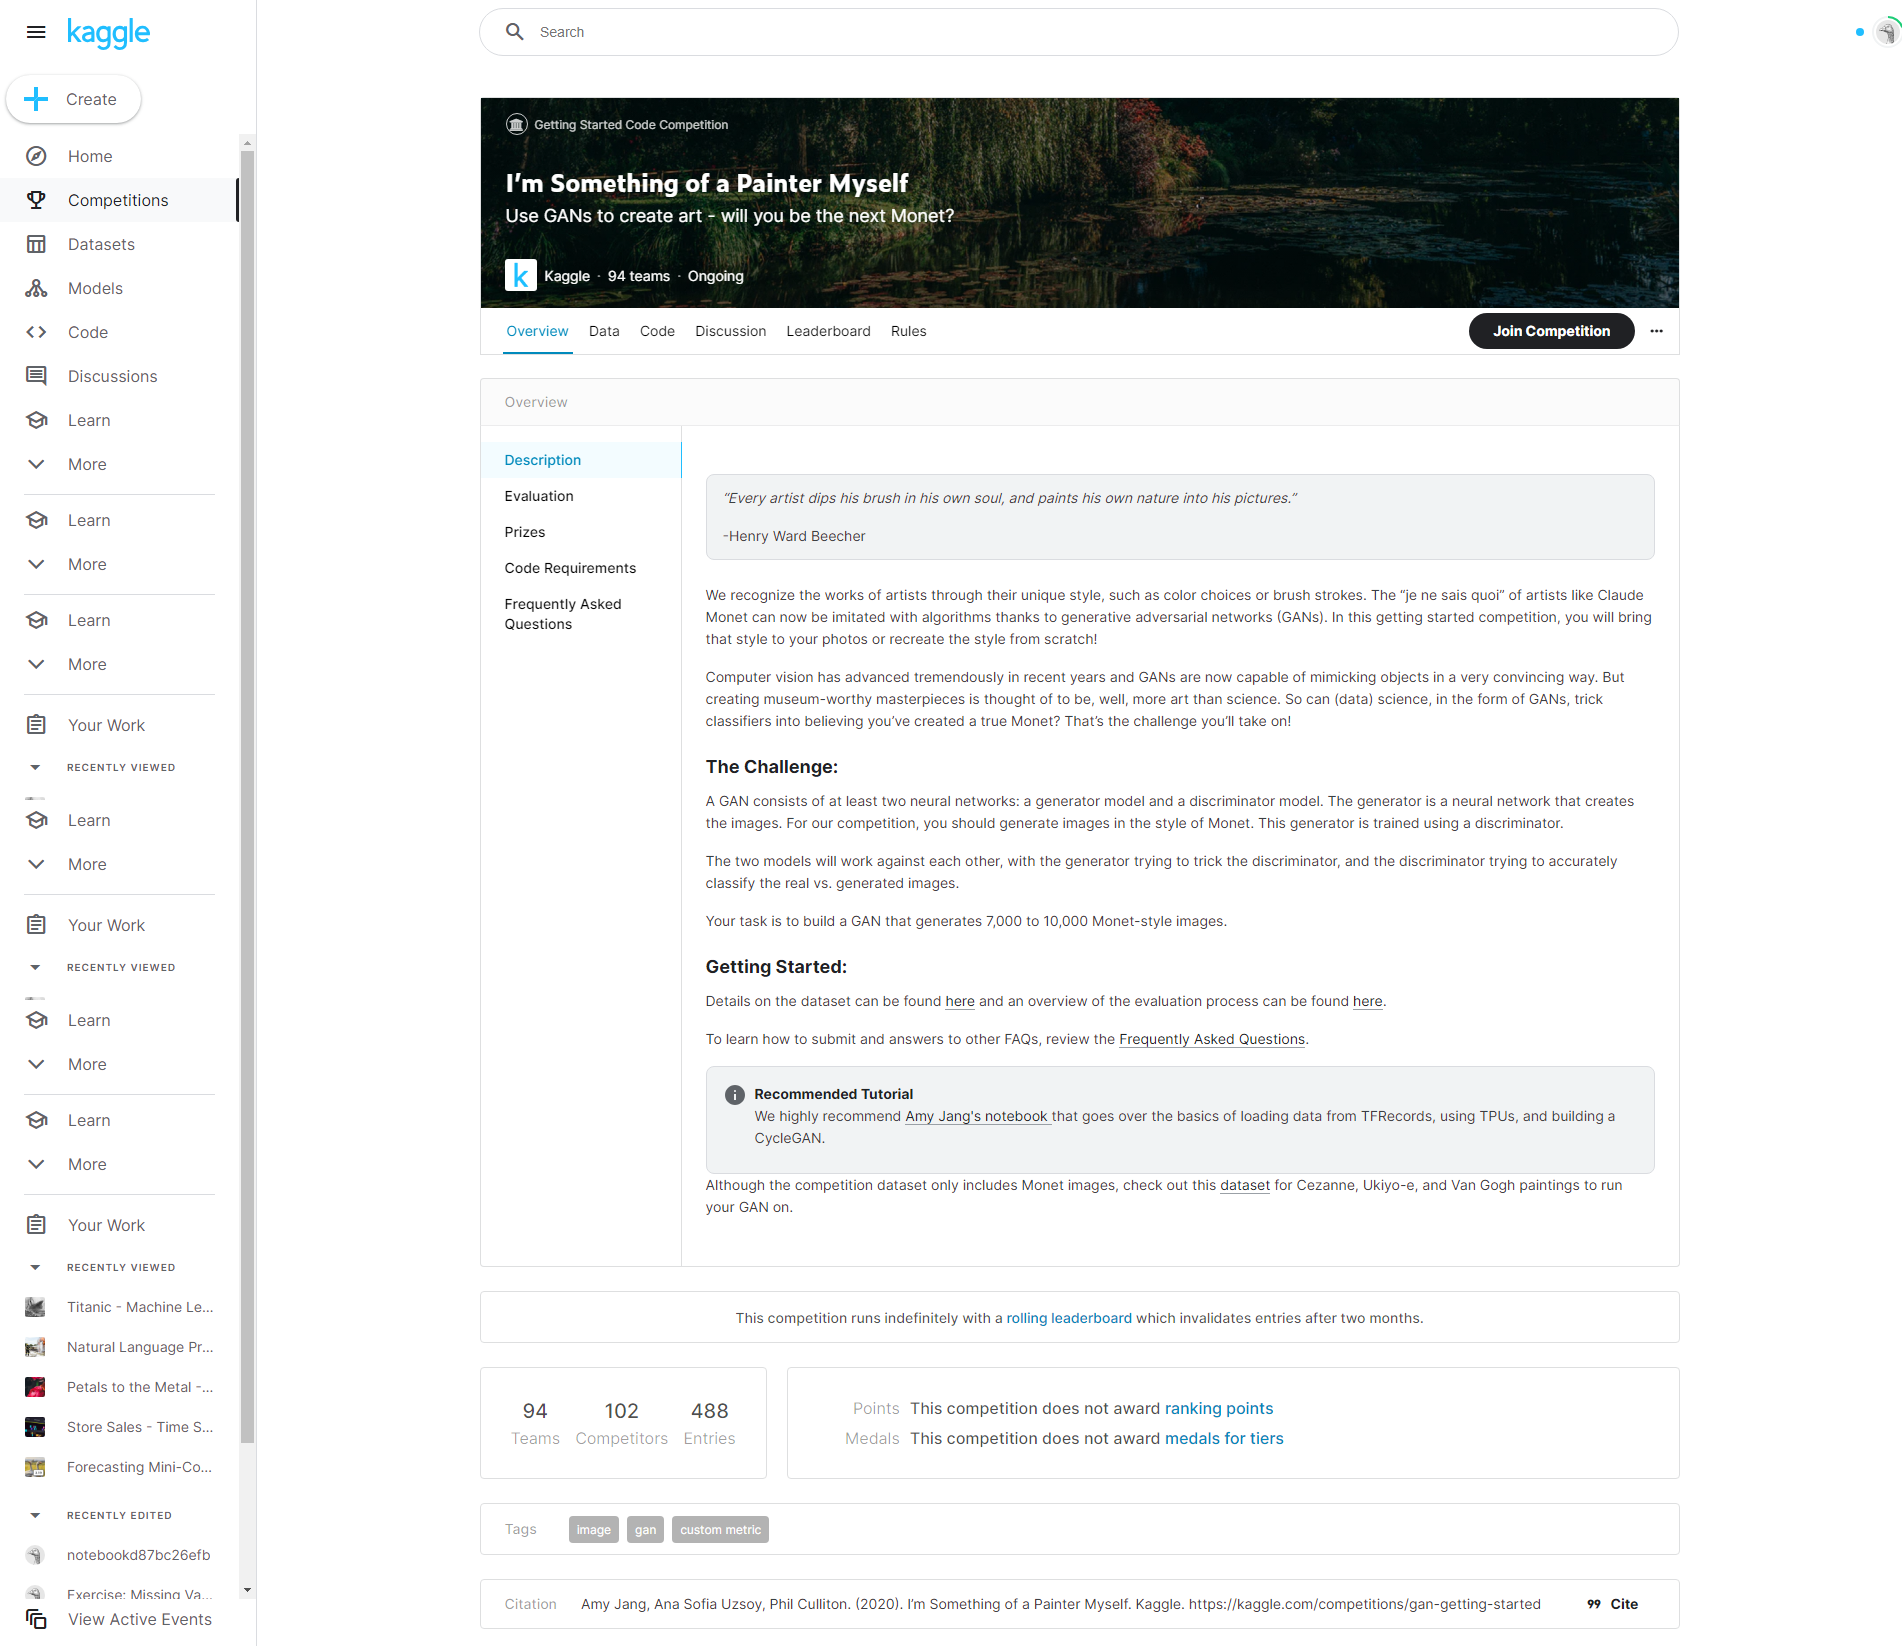 kaggle
Search
Create
Home
Competitions
Datasets
Models
Code
Discussions
Learn
More
Learn
More
Learn
More
Your Work
RECENTLY VIEWED
Learn
More
Your Work
RECENTLY VIEWED
Learn
More
Learn
More
Your Work
RECENTLY VIEWED
Titanic - Machine Le...
Natural Language Pr...
Petals to the Metal -...
Store Sales - Time S...
Forecasting Mini-Co...
RECENTLY EDITED
notebookd87bc26efb
Exercise: Missing Va...
View Active Events
Getting Started Code Competition
I'm Something of a Painter Myself
Use GANs to create art - will you be the next Monet?
k Kaggle · 94 teams · Ongoing
Overview Data Code Discussion Leaderboard Rules Join Competition
Overview
Description
Evaluation
Prizes
Code Requirements
Frequently Asked
Questions
“Every artist dips his brush in his own soul, and paints his own nature into his pictures.”
-Henry Ward Beecher
We recognize the works of artists through their unique style, such as color choices or brush strokes. The “je ne sais quoi” of artists like Claude
Monet can now be imitated with algorithms thanks to generative adversarial networks (GANs). In this getting started competition, you will bring
that style to your photos or recreate the style from scratch!
Computer vision has advanced tremendously in recent years and GANs are now capable of mimicking objects in a very convincing way. But
creating museum-worthy masterpieces is thought of to be, well, more art than science. So can (data) science, in the form of GANs, trick
classifiers into believing you’ve created a true Monet? That’s the challenge you’ll take on!
The Challenge:
A GAN consists of at least two neural networks: a generator model and a discriminator model. The generator is a neural network that creates
the images. For our competition, you should generate images in the style of Monet. This generator is trained using a discriminator.
The two models will work against each other, with the generator trying to trick the discriminator, and the discriminator trying to accurately
classify the real vs. generated images.
Your task is to build a GAN that generates 7,000 to 10,000 Monet-style images.
Getting Started:
Details on the dataset can be found here and an overview of the evaluation process can be found here.
To learn how to submit and answers to other FAQs, review the Frequently Asked Questions.
Recommended Tutorial
We highly recommend Amy Jang's notebook that goes over the basics of loading data from TFRecords, using TPUs, and building a
CycleGAN.
Although the competition dataset only includes Monet images, check out this dataset for Cezanne, Ukiyo-e, and Van Gogh paintings to run
your GAN on.
This competition runs indefinitely with a rolling leaderboard which invalidates entries after two months.
94 102 488
Teams Competitors Entries
Points This competition does not award ranking points
Medals This competition does not award medals for tiers
Tags image gan custom metric
Citation Amy Jang, Ana Sofia Uzsoy, Phil Culliton. (2020). I’m Something of a Painter Myself. Kaggle. https://kaggle.com/competitions/gan-getting-started Cite